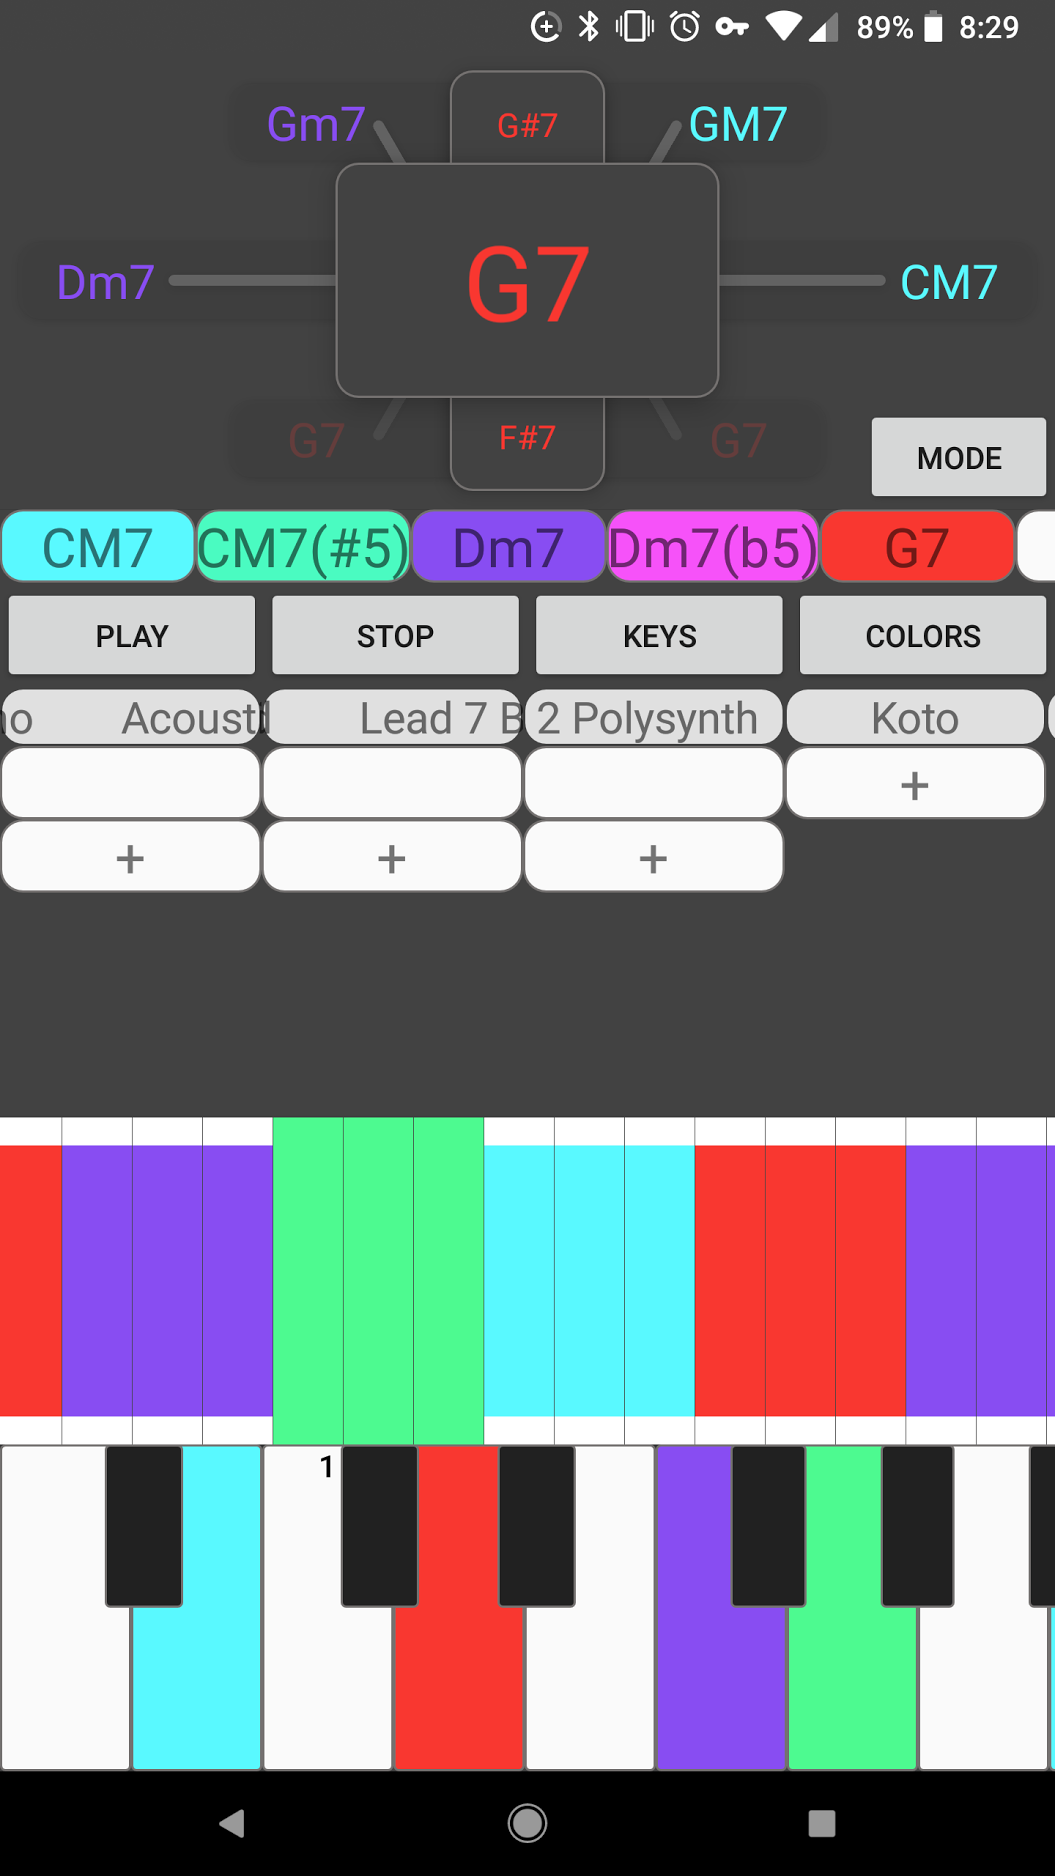 89% 8:29
Gm7 G#7 GM7
Dm7 G7 CM7
G7 F#7 G7
MODE
CM7 CM7(#5) Dm7 Dm7(b5) G7
PLAY STOP KEYS COLORS
Lead 7 2 Polysynth Koto
+
+ + +
1